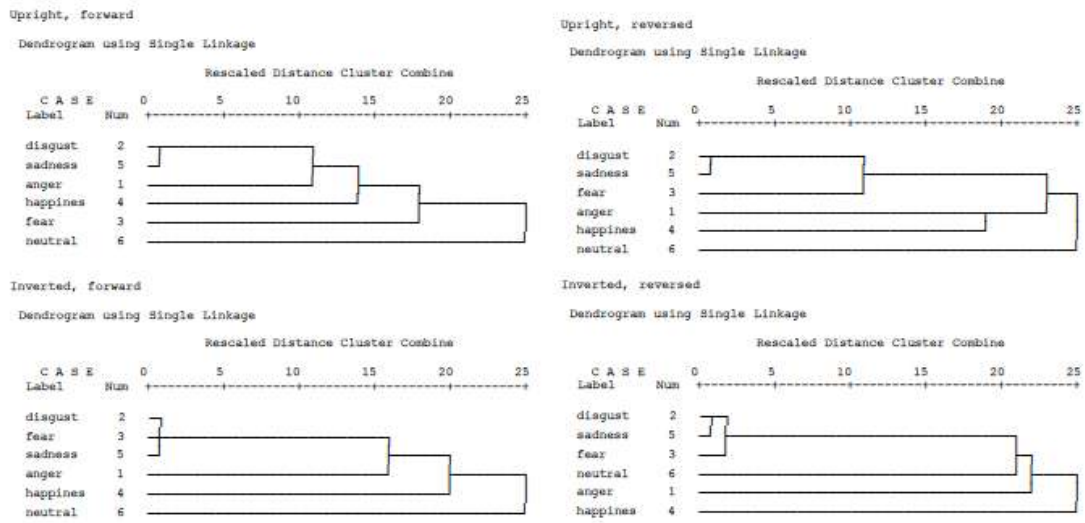 Upright, forward
Dendrogram using Single Linkage
Rescaled Distance Cluster Combine
C A S E 0 5 10 15 20 25
Label Num
disgust 2
sadness 5
anger 1
happines 4
fear 3
neutral 6
Upright, reversed
Dendrogram using Single Linkage
Rescaled Distance Cluster Combine
C A S E 0 5 10 15 20 25
Label Num
disgust 2
sadness 5
fear 3
anger 1
happines 4
neutral 6
Inverted, forward
Dendrogram using Single Linkage
Rescaled Distance Cluster Combine
C A S E 0 5 10 15 20 25
Label Num
disgust 2
fear 3
sadness 5
anger 1
happines 4
neutral 6
Inverted, reversed
Dendrogram using Single Linkage
Rescaled Distance Cluster Combine
C A S E 0 5 10 15 20 25
Label Num
disgust 2
sadness 5
fear 3
neutral 6
anger 1
happines 4